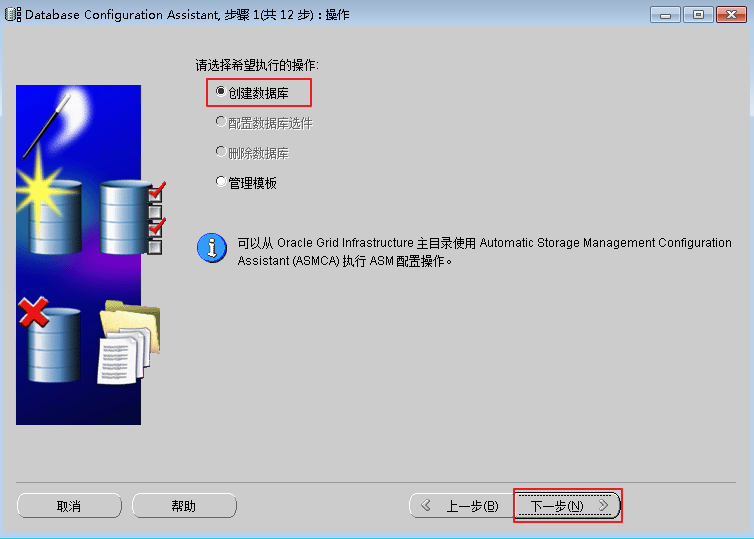 Database Configuration Assistant, 步骤 1(共 12 步) : 操作
请选择希望执行的操作:
创建数据库
配置数据库选件
删除数据库
管理模板
可以从 Oracle Grid Infrastructure 主目录使用 Automatic Storage Management Configuration
Assistant (ASMCA) 执行 ASM 配置操作。
取消
帮助
上一步(B)
下一步(N)